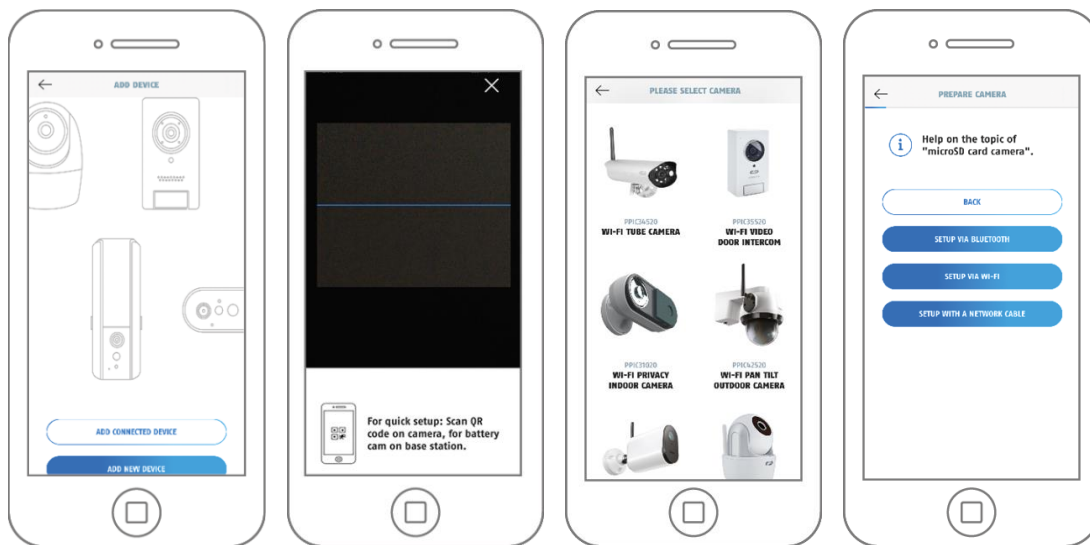 ADD DEVICE
ADD CONNECTED DEVICE
ADD NEW DEVICE
For quick setup: Scan QR
code on camera, for battery
cam on base station.
PLEASE SELECT CAMERA
PPIC34520
WI-FI TUBE CAMERA
PPIC35520
WI-FI VIDEO
DOOR INTERCOM
PPIC31020
WI-FI PRIVACY
INDOOR CAMERA
PPIC42520
WI-FI PAN TILT
OUTDOOR CAMERA
PREPARE CAMERA
Help on the topic of
"microSD card camera".
BACK
SETUP VIA BLUETOOTH
SETUP VIA WI-FI
SETUP WITH A NETWORK CABLE